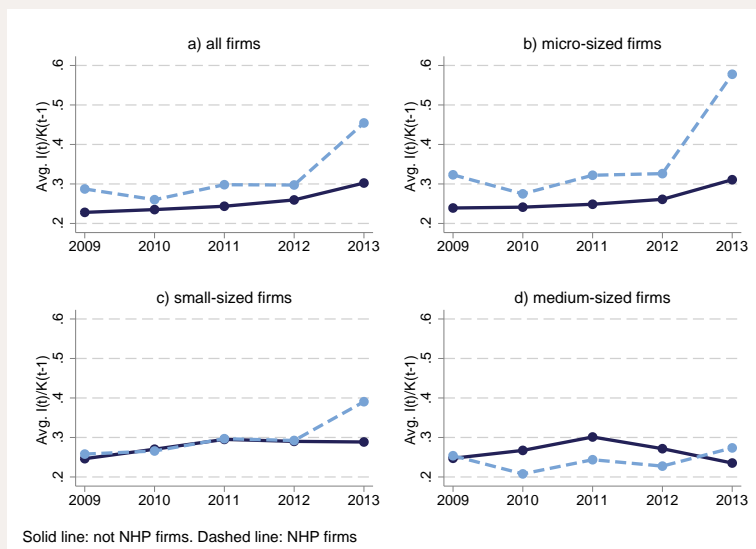 a) all firms
Avg. I(t)/K(t-1)
.6
.5
.4
.3
.2
2009 2010 2011 2012 2013
b) micro-sized firms
Avg. I(t)/K(t-1)
.6
.5
.4
.3
.2
2009 2010 2011 2012 2013
c) small-sized firms
Avg. I(t)/K(t-1)
.6
.5
.4
.3
.2
2009 2010 2011 2012 2013
d) medium-sized firms
Avg. I(t)/K(t-1)
.6
.5
.4
.3
.2
2009 2010 2011 2012 2013
Solid line: not NHP firms. Dashed line: NHP firms